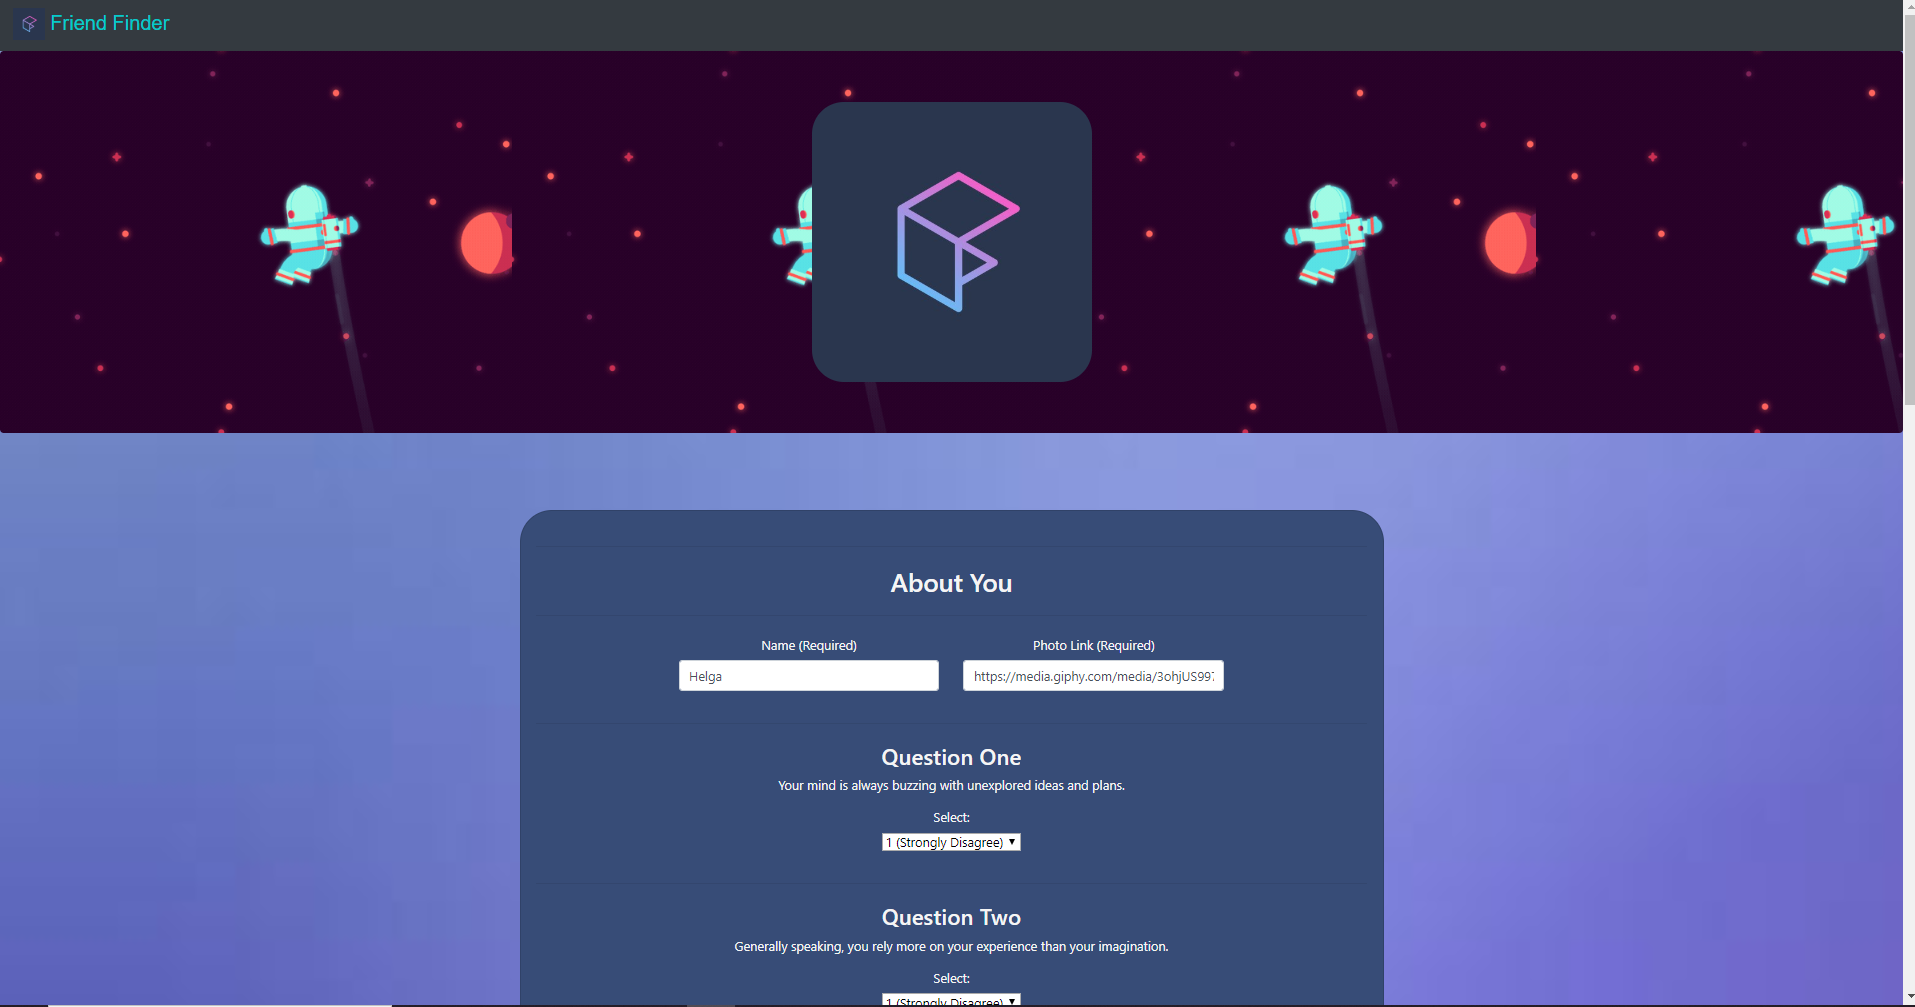 Friend Finder
About You
Name (Required)
Photo Link (Required)
Helga
https://media.giphy.com/media/3ohjUS997
Question One
Your mind is always buzzing with unexplored ideas and plans.
Select:
1 (Strongly Disagree)
Question Two
Generally speaking, you rely more on your experience than your imagination.
Select:
1 (Strongly Disagree)